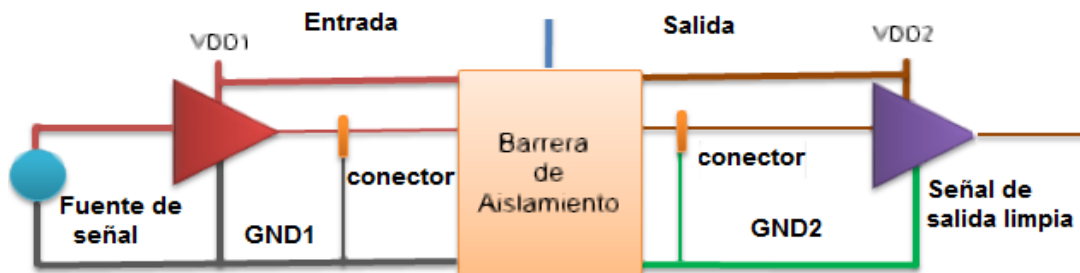 Entrada
Salida
VDD1
VDD2
Barrera
de
Aislamiento
conector
conector
Fuente de
señal
GND1
GND2
Señal de
salida limpia